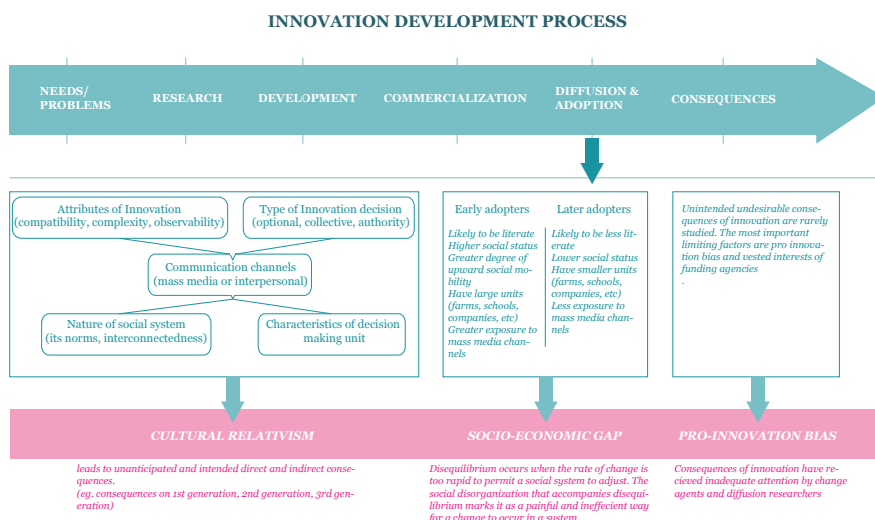 INNOVATION DEVELOPMENT PROCESS
NEEDS/
PROBLEMS
RESEARCH
DEVELOPMENT
COMMERCIALIZATION
DIFFUSION &
ADOPTION
CONSEQUENCES
Attributes of Innovation
(compatibility, complexity, observability)
Type of Innovation decision
(optional, collective, authority)
Communication channels
(mass media or interpersonal)
Nature of social system
(its norms, interconnectedness)
Characteristics of decision
making unit
Early adopters
Likely to be literate
Higher social status
Greater degree of
upward social mo-
bility
Have large units
(farms, schools,
companies, etc)
Greater exposure to
mass media chan-
nels
Later adopters
Likely to be less lit-
erate
Lower social status
Have smaller units
(farms, schools,
companies, etc)
Less exposure to
mass media chan-
nels
Unintended undesirable conse-
quences of innovation are rarely
studied. The most important
limiting factors are pro innova-
tion bias and vested interests of
funding agencies
.
CULTURAL RELATIVISM
SOCIO-ECONOMIC GAP
PRO-INNOVATION BIAS
leads to unanticipated and intended direct and indirect conse-
quences.
(eg. consequences on 1st generation, 2nd generation, 3rd gen-
eration)
Disequilibrium occurs when the rate of change is
too rapid to permit a social system to adjust. The
social disorganization that accompanies disequi-
librium marks it as a painful and ineffecient way
for a change to occur in a system
Consequences of innovation have re-
cieved inadequate attention by change
agents and diffusion researchers